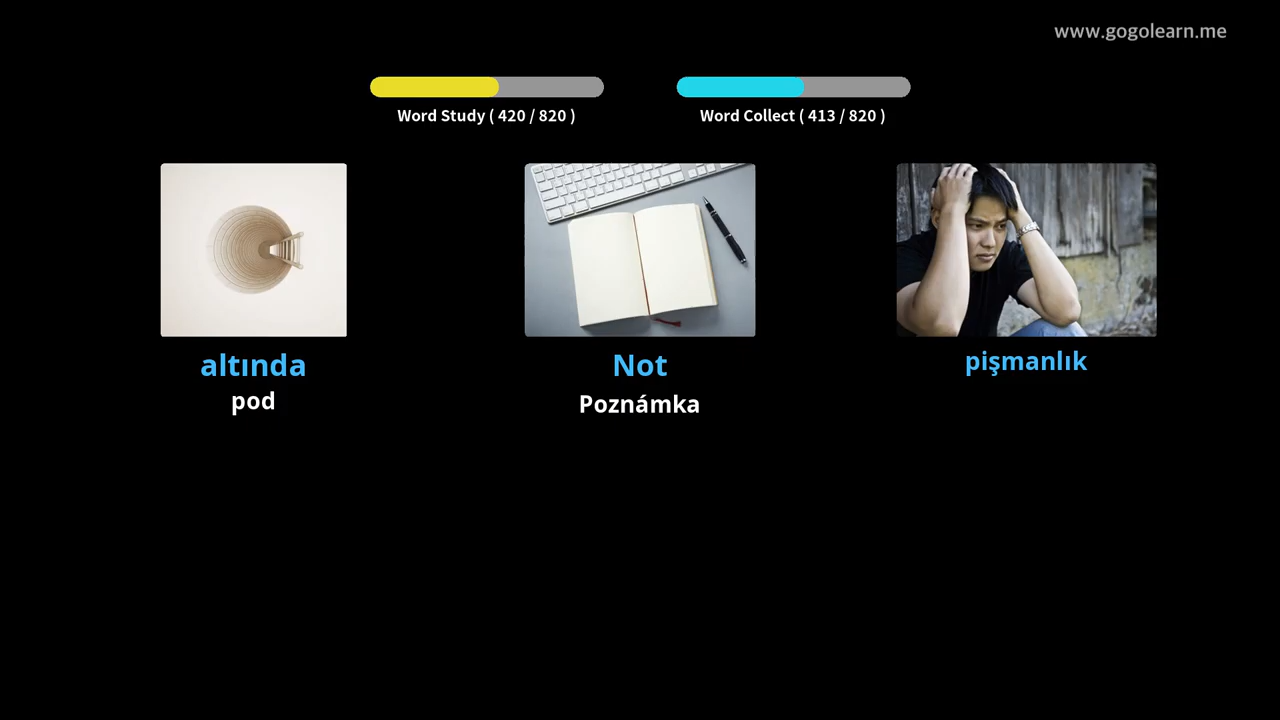 www.gogolearn.me
Word Study ( 420 / 820 )
Word Collect ( 413 / 820 )
altında
pod
Not
Poznámka
pişmanlık